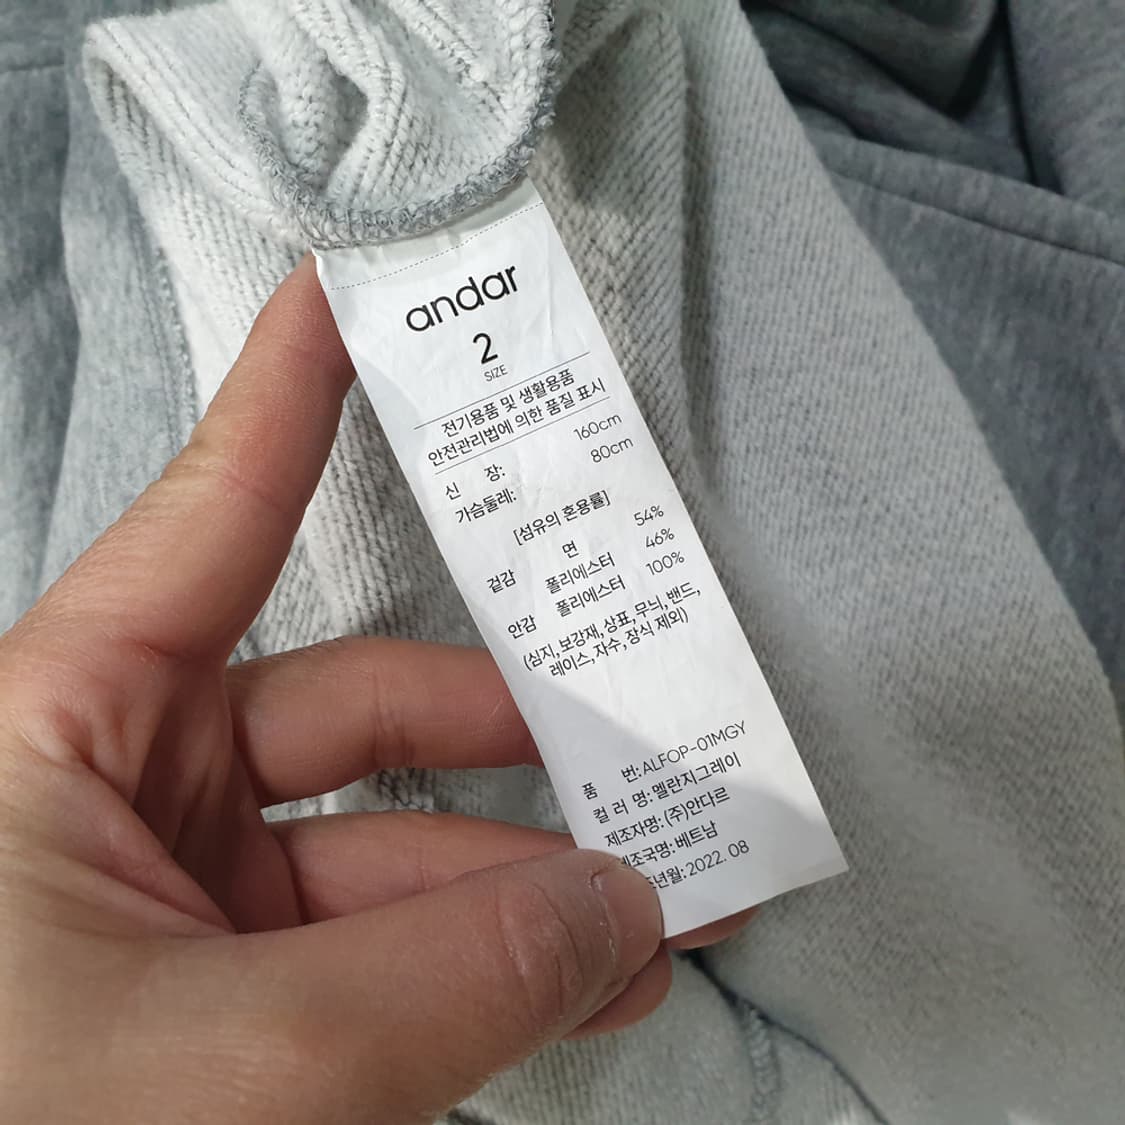 andar
2
SIZE
전기용품 및 생활용품
안전관리법에 의한 품질 표시
신 장: 160cm
가슴둘레: 80cm
[섬유의 혼용률]
겉감 면 54%
폴리에스터 46%
안감 폴리에스터 100%
(심지, 보강재, 상표, 무늬, 밴드,
레이스, 자수, 장식 제외)
품 번: ALFOP-01MGY
컬 러 명: 멜란지그레이
제조자명: (주)안다르
제조국명: 베트남
조년월: 2022. 08